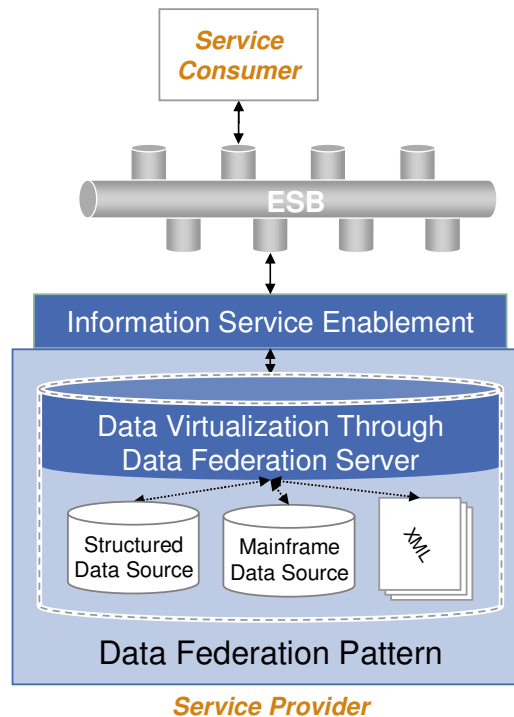 Service
Consumer
ESB
Information Service Enablement
Data Virtualization Through
Data Federation Server
Structured
Data Source
Mainframe
Data Source
XML
Data Federation Pattern
Service Provider